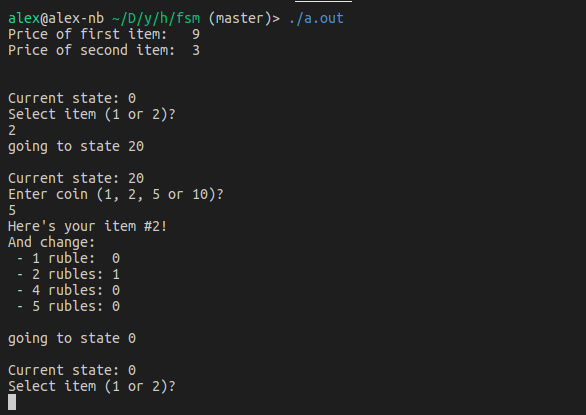 alex@alex-nb ~/D/y/h/fsm (master)> ./a.out
Price of first item:   9
Price of second item:  3
Current state: 0
Select item (1 or 2)?
2
going to state 20
Current state: 20
Enter coin (1, 2, 5 or 10)?
5
Here's your item #2!
And change:
 - 1 ruble:  0
 - 2 rubles: 1
 - 4 rubles: 0
 - 5 rubles: 0
going to state 0
Current state: 0
Select item (1 or 2)?